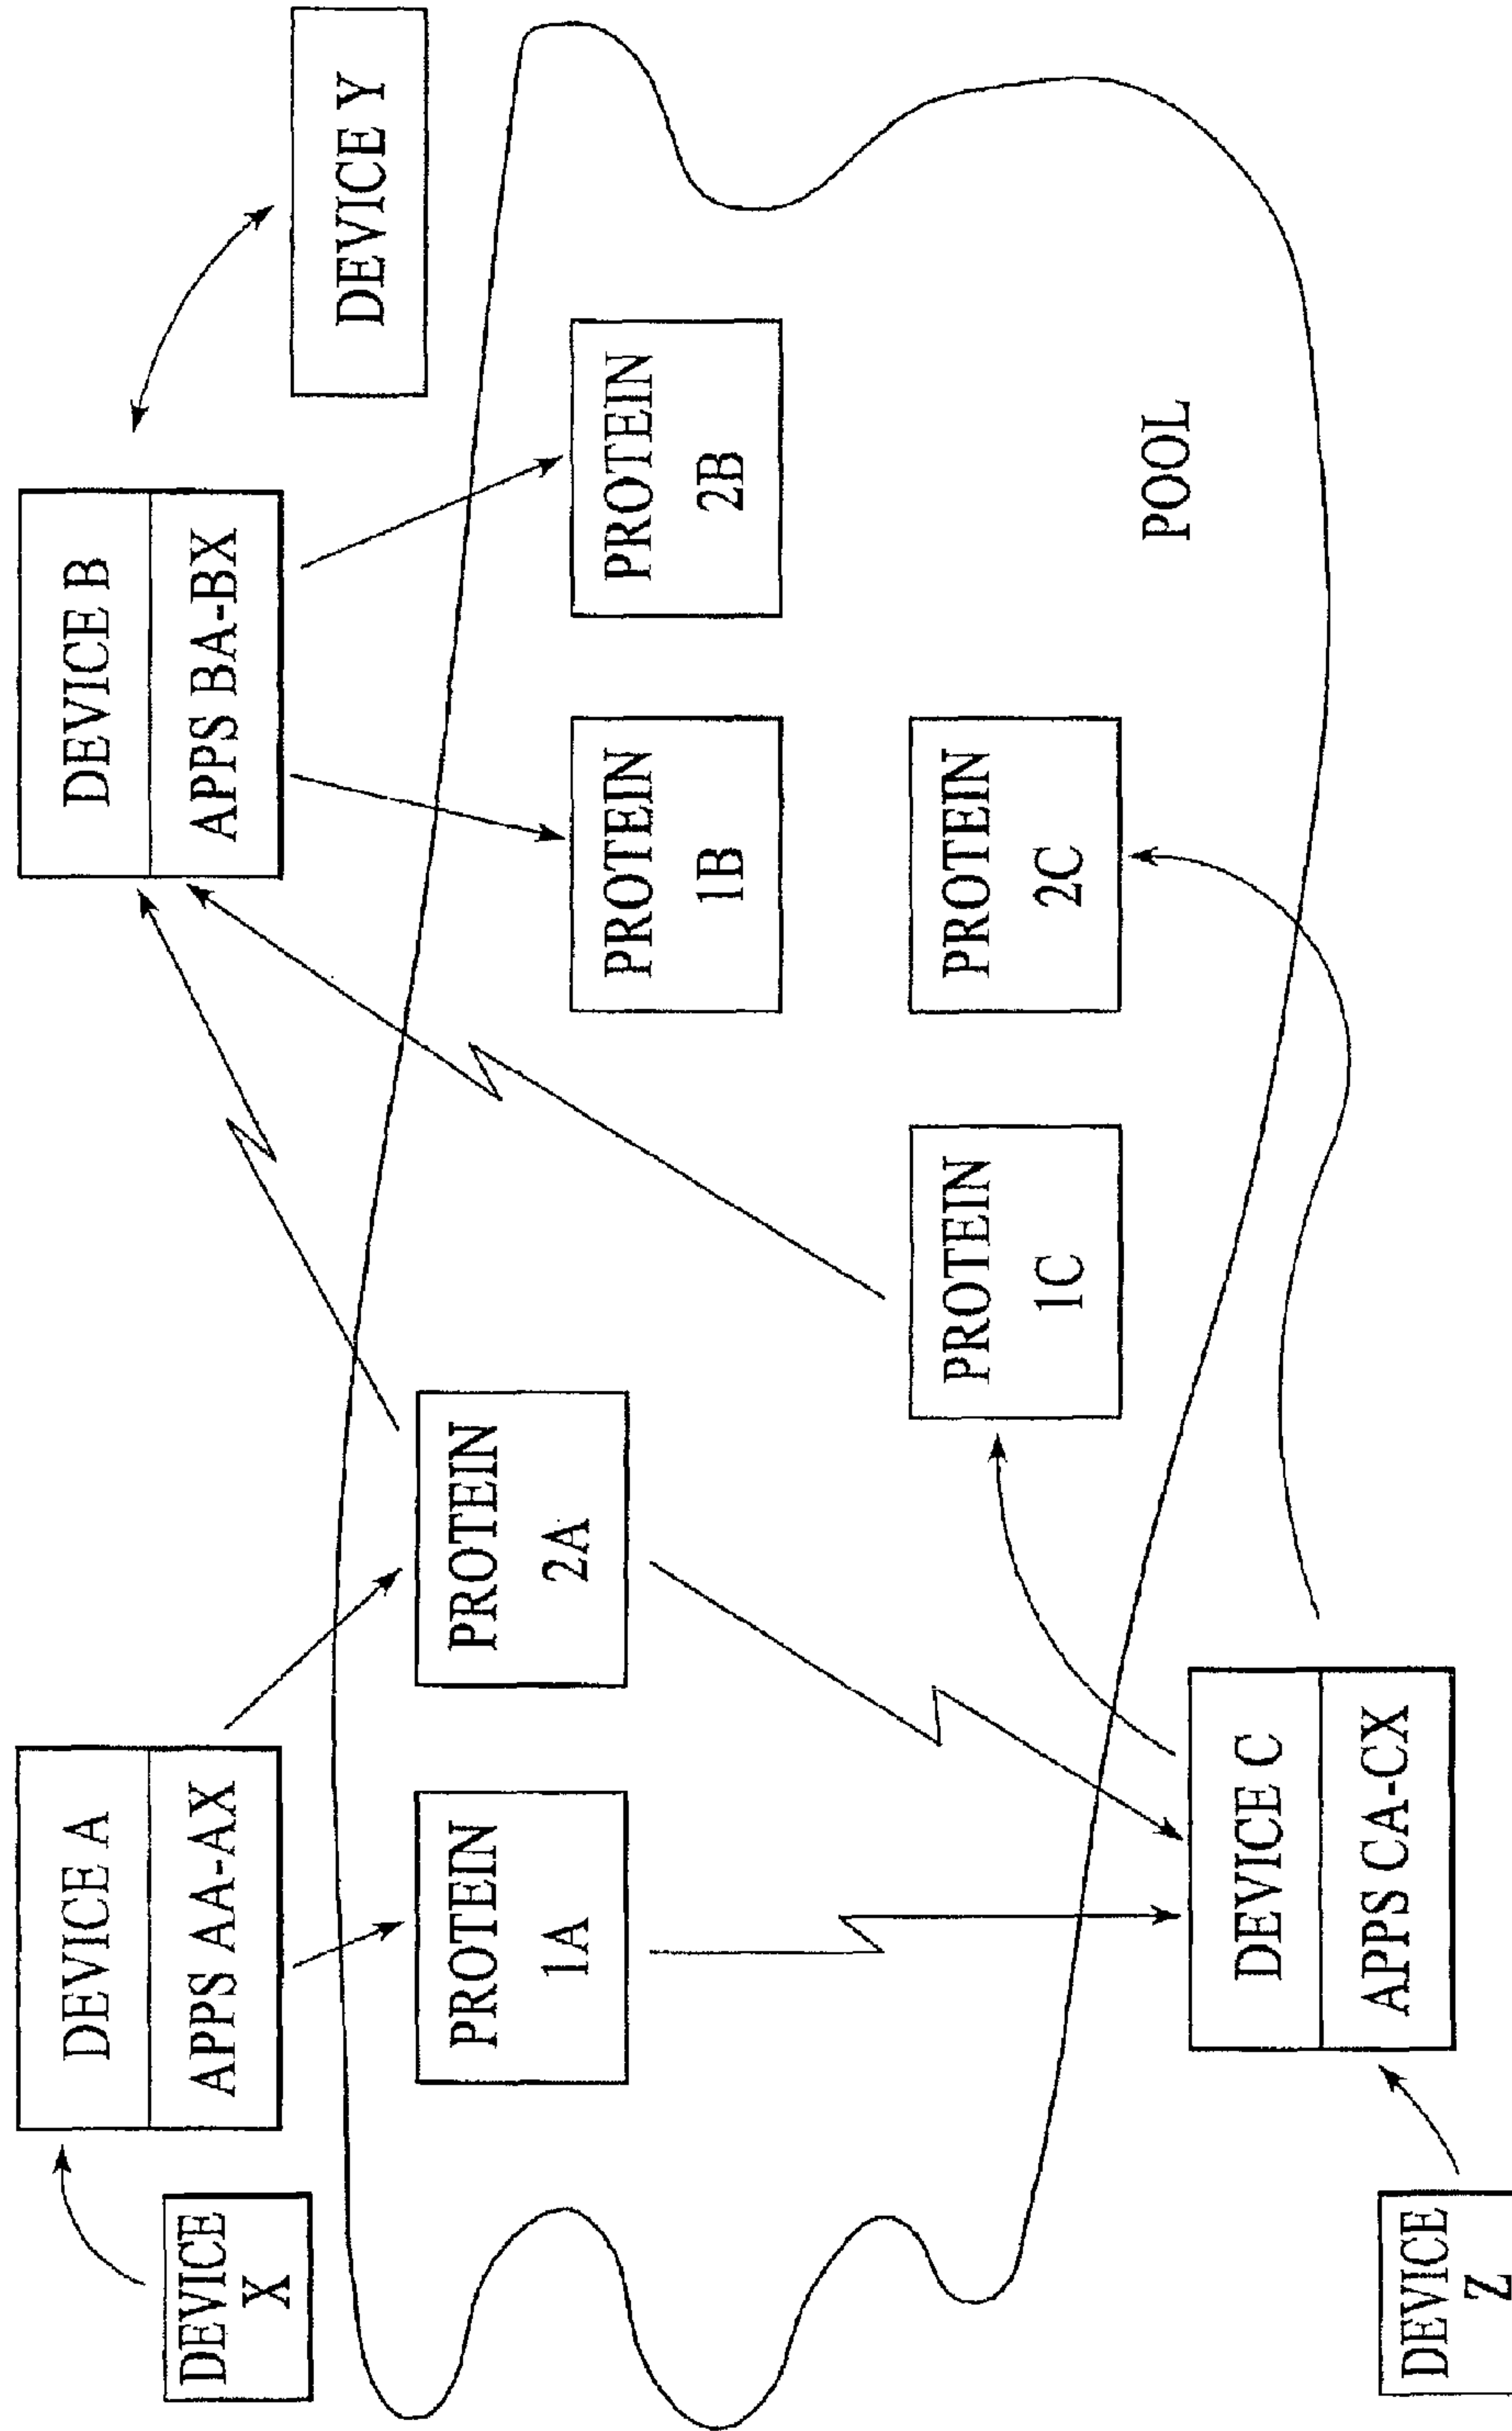 DEVICE
X
DEVICE A
APPS AA-AX
DEVICE B
APPS BA-BX
DEVICE Y
PROTEIN
1A
PROTEIN
2A
PROTEIN
1B
PROTEIN
2B
PROTEIN
1C
PROTEIN
2C
POOL
DEVICE
Z
DEVICE C
APPS CA-CX